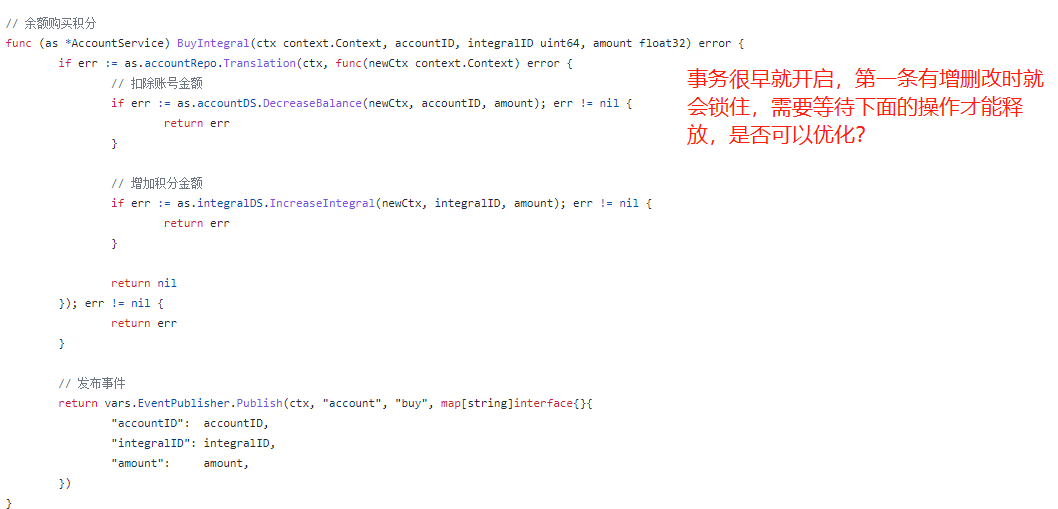 // 余额购买积分
func (as *AccountService) BuyIntegral(ctx context.Context, accountID, integralID uint64, amount float32) error {
        if err := as.accountRepo.Translation(ctx, func(newCtx context.Context) error {
                // 扣除账号金额
                if err := as.accountDS.DecreaseBalance(newCtx, accountID, amount); err != nil {
                        return err
                }

                // 增加积分金额
                if err := as.integralDS.IncreaseIntegral(newCtx, integralID, amount); err != nil {
                        return err
                }

                return nil
        }); err != nil {
                return err
        }

        // 发布事件
        return vars.EventPublisher.Publish(ctx, "account", "buy", map[string]interface{}{
                "accountID":  accountID,
                "integralID": integralID,
                "amount":     amount,
        })
}
事务很早就开启，第一条有增删改时就
会锁住，需要等待下面的操作才能释
放，是否可以优化？